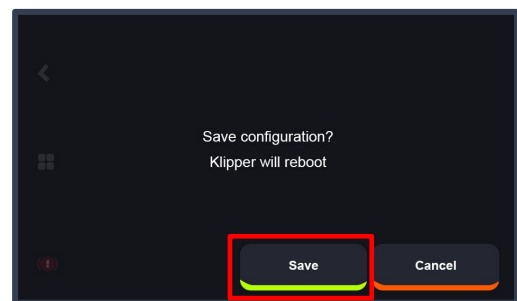 Save configuration?
Klipper will reboot
Save
Cancel